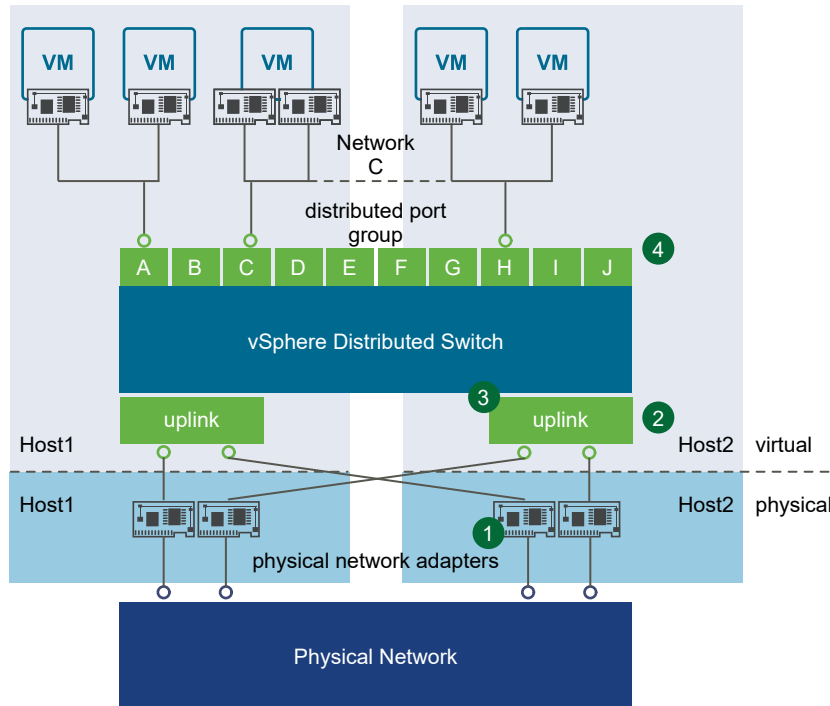 VM
VM
VM
VM
VM
Network
C
distributed port
group
4
A
B
C
D
E
F
G
H
I
J
vSphere Distributed Switch
3
uplink
uplink
2
Host1
Host2
virtual
Host1
Host2
physical
1
physical network adapters
Physical Network